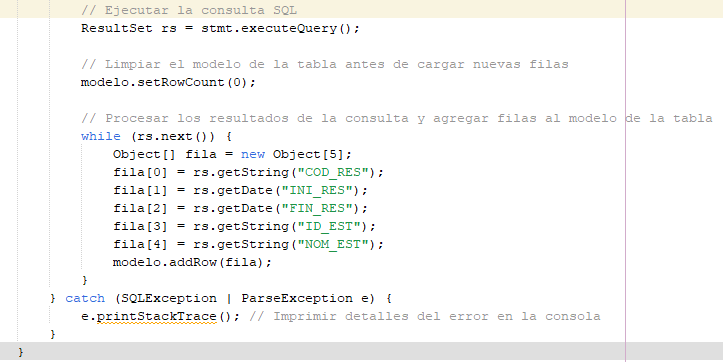 // Ejecutar la consulta SQL
ResultSet rs = stmt.executeQuery();
// Limpiar el modelo de la tabla antes de cargar nuevas filas
modelo.setRowCount(0);
// Procesar los resultados de la consulta y agregar filas al modelo de la tabla
while (rs.next()) {
Object[] fila = new Object[5];
fila[0] = rs.getString("COD_RES");
fila[1] = rs.getDate("INI_RES");
fila[2] = rs.getDate("FIN_RES");
fila[3] = rs.getString("ID_EST");
fila[4] = rs.getString("NOM_EST");
modelo.addRow(fila);
}
} catch (SQLException | ParseException e) {
e.printStackTrace(); // Imprimir detalles del error en la consola
}
}